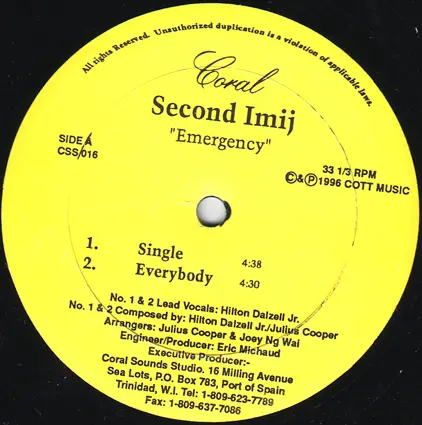 All rights Reserved. Unauthorized duplication is a violation of applicable laws.
Coral
Second Imij
"Emergency"
SIDE A
CSS/016
33 1/3 RPM
©&℗1996 COTT MUSIC
1. Single 4:38
2. Everybody 4:30
No. 1 & 2 Lead Vocals: Hilton Dalzell Jr.
No. 1 & 2 Composed by: Hilton Dalzell Jr./Julius Cooper
Arrangers: Julius Cooper & Joey Ng Wai
Engineer/Producer: Eric Michaud
Executive Producer:-
Coral Sounds Studio. 16 Milling Avenue
Sea Lots, P.O. Box 783, Port of Spain
Trinidad, W.I. Tel: 1-809-623-7789
Fax: 1-809-637-7086